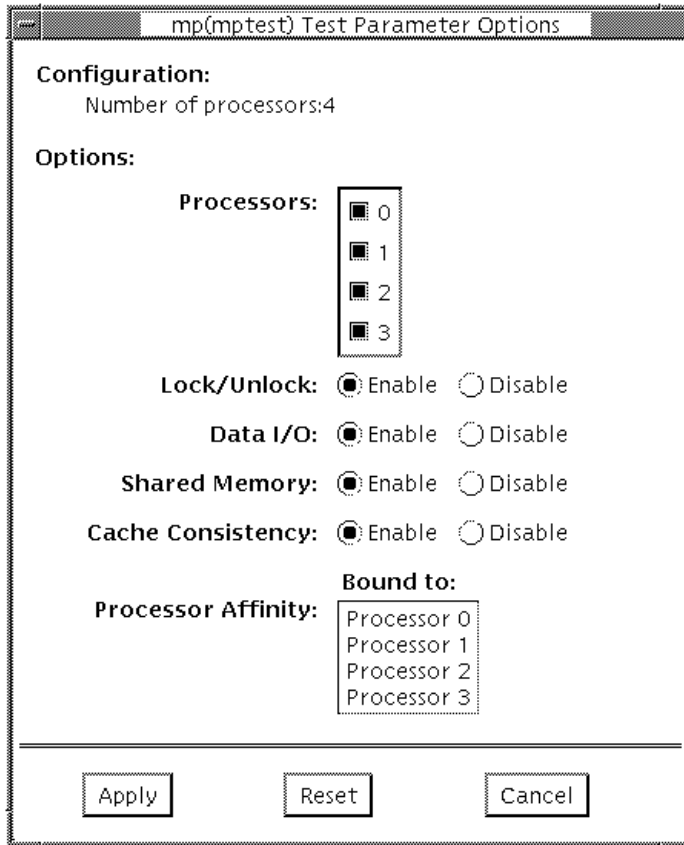 mp(mptest) Test Parameter Options
Configuration:
Number of processors:4
Options:
Processors:
0
1
2
3
Lock/Unlock: Enable Disable
Data I/O: Enable Disable
Shared Memory: Enable Disable
Cache Consistency: Enable Disable
Bound to:
Processor Affinity:
Processor 0
Processor 1
Processor 2
Processor 3
Apply Reset Cancel